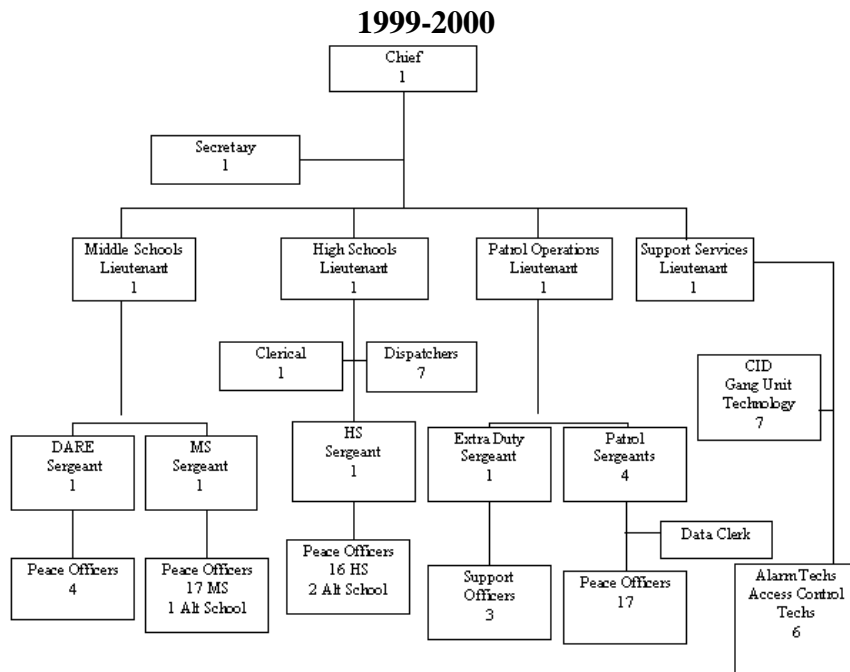 1999-2000
Chief
1
Secretary
1
Middle Schools
Lieutenant
1
High Schools
Lieutenant
1
Patrol Operations
Lieutenant
1
Support Services
Lieutenant
1
Clerical
1
Dispatchers
7
CID
Gang Unit
Technology
7
DARE
Sergeant
1
MS
Sergeant
1
HS
Sergeant
1
Extra Duty
Sergeant
1
Patrol
Sergeants
4
Data Clerk
Peace Officers
4
Peace Officers
17 MS
1 Alt School
Peace Officers
16 HS
2 Alt School
Support
Officers
3
Peace Officers
17
Alarm Techs
Access Control
Techs
6